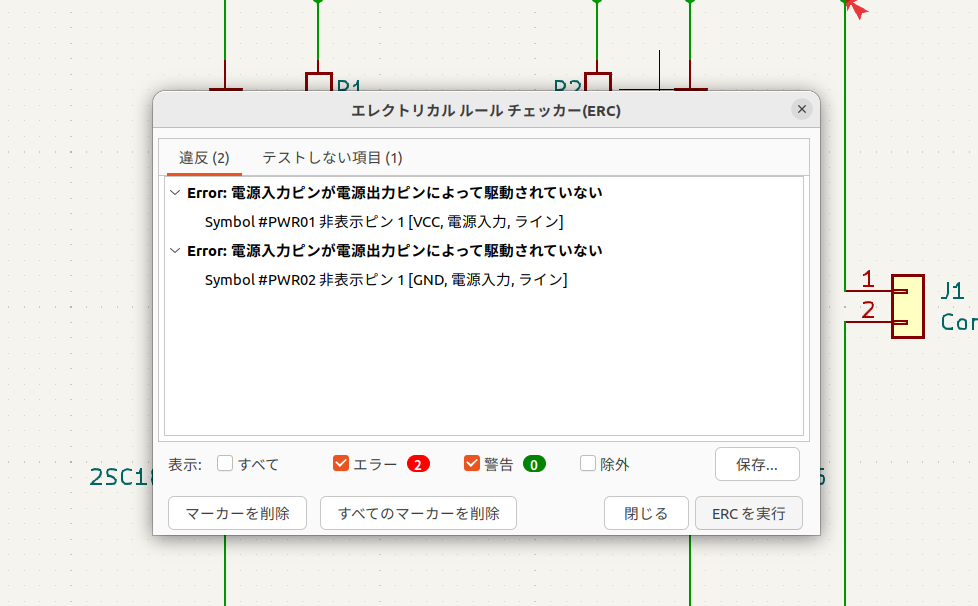 R1
R2
エレクトリカル ルール チェッカー(ERC)
違反 (2)
テストしない項目 (1)
Error: 電源入力ピンが電源出力ピンによって駆動されていない
Symbol #PWR01 非表示ピン 1 [VCC, 電源入力, ライン]
Error: 電源入力ピンが電源出力ピンによって駆動されていない
Symbol #PWR02 非表示ピン 1 [GND, 電源入力, ライン]
1
J1
2
表示:
すべて
エラー
2
警告
0
除外
保存...
マーカーを削除
すべてのマーカーを削除
閉じる
ERC を実行